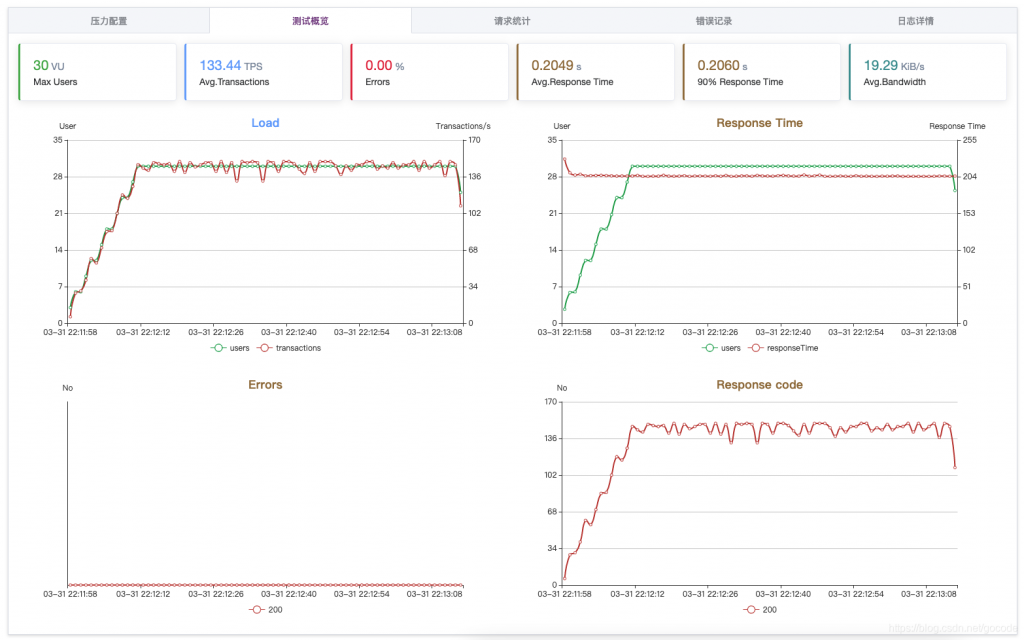 压力配置 测试概览 请求统计 错误记录 日志详情
30 VU 133.44 TPS 0.00 % 0.2049 s 0.2060 s 19.29 KiB/s
Max Users Avg.Transactions Errors Avg.Response Time 90% Response Time Avg.Bandwidth
Load
User Transactions/s
35 170
28 136
21 102
14 68
7 34
0 0
03-31 22:11:58 03-31 22:12:12 03-31 22:12:26 03-31 22:12:40 03-31 22:12:54 03-31 22:13:08
users transactions
Response Time
User Response Time
35 255
28 204
21 153
14 102
7 51
0 0
03-31 22:11:58 03-31 22:12:12 03-31 22:12:26 03-31 22:12:40 03-31 22:12:54 03-31 22:13:08
users responseTime
Errors
No
03-31 22:11:58 03-31 22:12:12 03-31 22:12:26 03-31 22:12:40 03-31 22:12:54 03-31 22:13:08
200
Response code
No
170
136
102
68
34
0
03-31 22:11:58 03-31 22:12:12 03-31 22:12:26 03-31 22:12:40 03-31 22:12:54 03-31 22:13:08
200
https://blog.csdn.net/gocode